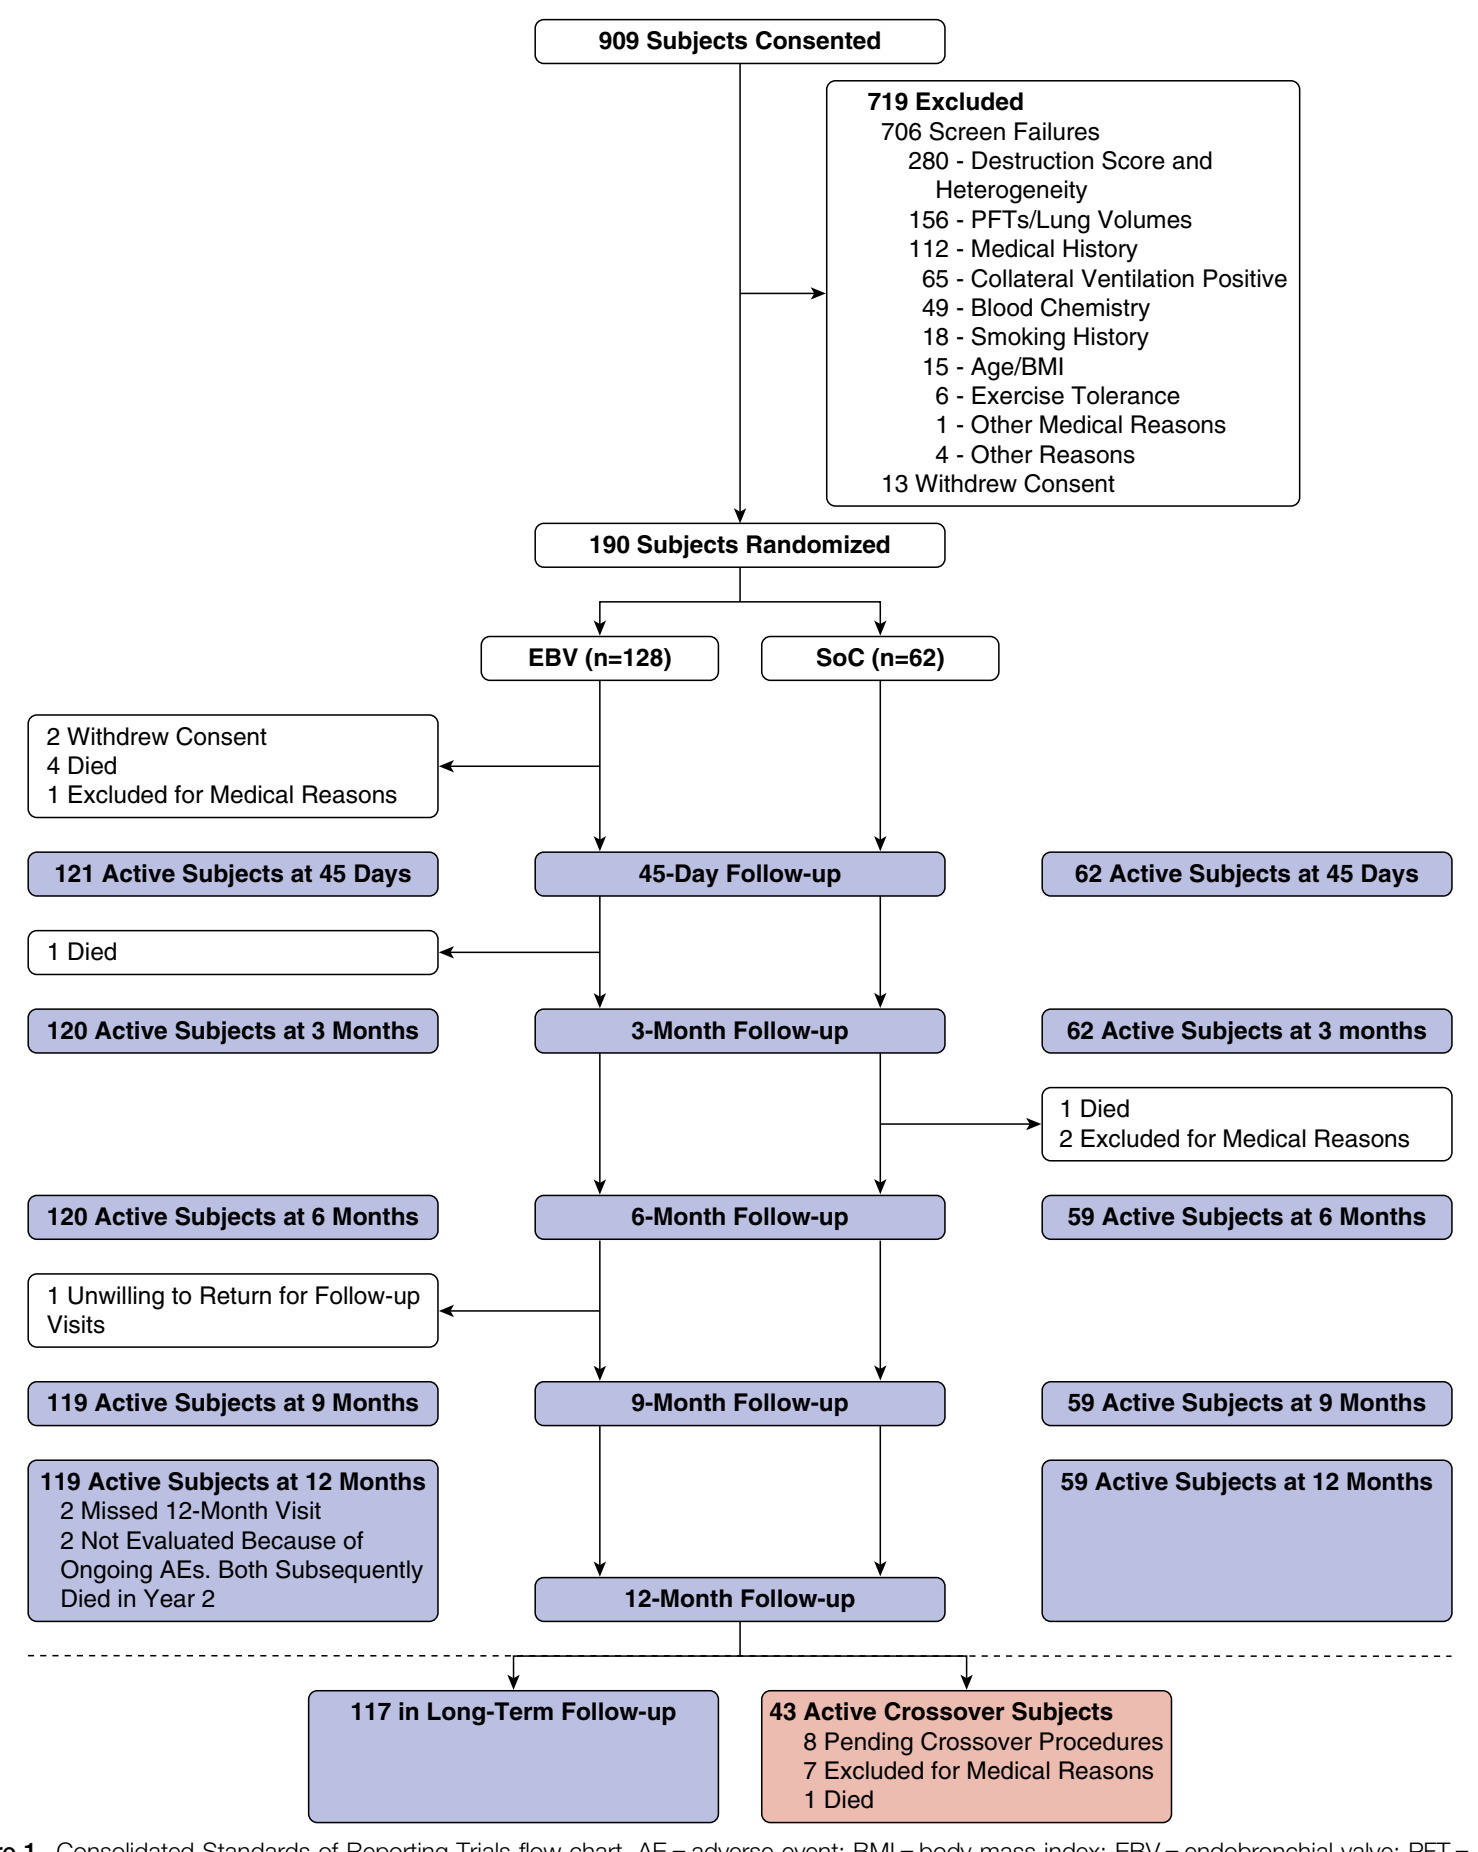 909 Subjects Consented
719 Excluded
706 Screen Failures
280 - Destruction Score and
Heterogeneity
156 - PFTs/Lung Volumes
112 - Medical History
65 - Collateral Ventilation Positive
49 - Blood Chemistry
18 - Smoking History
15 - Age/BMI
6 - Exercise Tolerance
1 - Other Medical Reasons
4 - Other Reasons
13 Withdrew Consent
190 Subjects Randomized
EBV (n=128)
SoC (n=62)
2 Withdrew Consent
4 Died
1 Excluded for Medical Reasons
121 Active Subjects at 45 Days
45-Day Follow-up
62 Active Subjects at 45 Days
1 Died
120 Active Subjects at 3 Months
3-Month Follow-up
62 Active Subjects at 3 months
1 Died
2 Excluded for Medical Reasons
120 Active Subjects at 6 Months
6-Month Follow-up
59 Active Subjects at 6 Months
1 Unwilling to Return for Follow-up
Visits
119 Active Subjects at 9 Months
9-Month Follow-up
59 Active Subjects at 9 Months
119 Active Subjects at 12 Months
2 Missed 12-Month Visit
2 Not Evaluated Because of
Ongoing AEs. Both Subsequently
Died in Year 2
12-Month Follow-up
59 Active Subjects at 12 Months
117 in Long-Term Follow-up
43 Active Crossover Subjects
8 Pending Crossover Procedures
7 Excluded for Medical Reasons
1 Died
1. Consolidated Standards of Reporting Trials flow chart. AE = adverse event; BMI = body mass index; EBV = endobronchial valve; PFT =